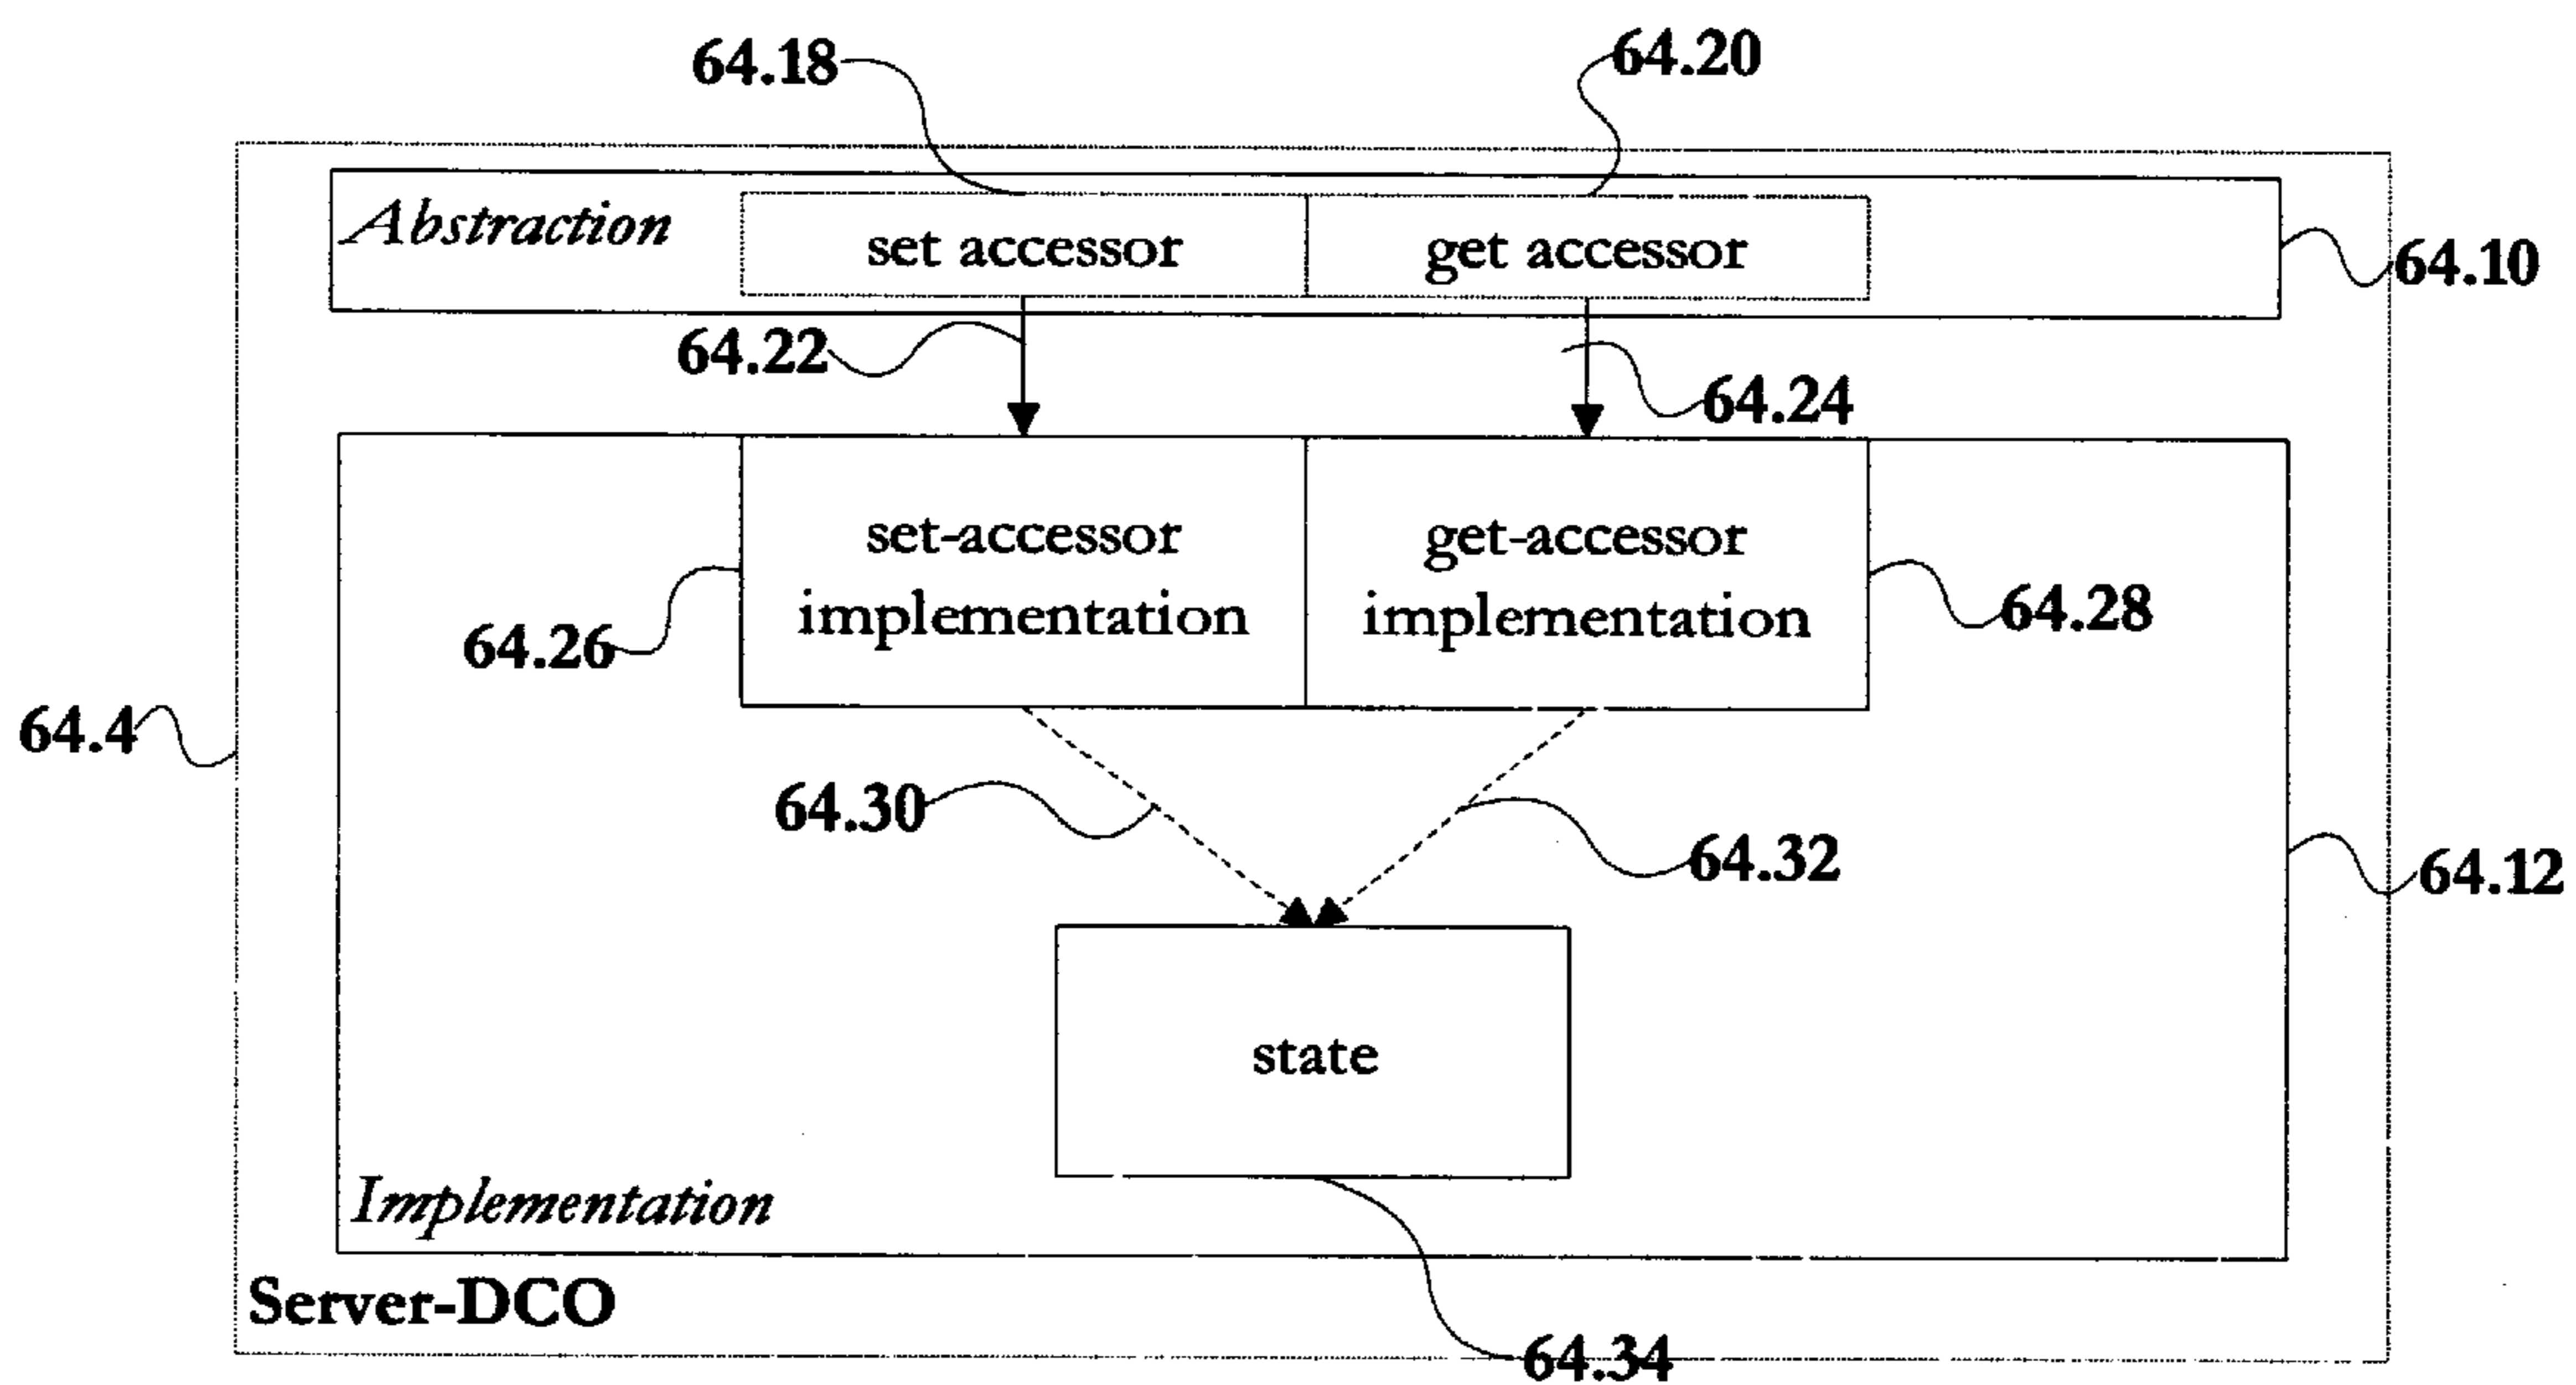 64.18
64.20
Abstraction
set accessor
get accessor
64.10
64.22
64.24
set-accessor
implementation
get-accessor
implementation
64.26
64.28
64.4
64.30
64.32
64.12
state
Implementation
Server-DCO
64.34